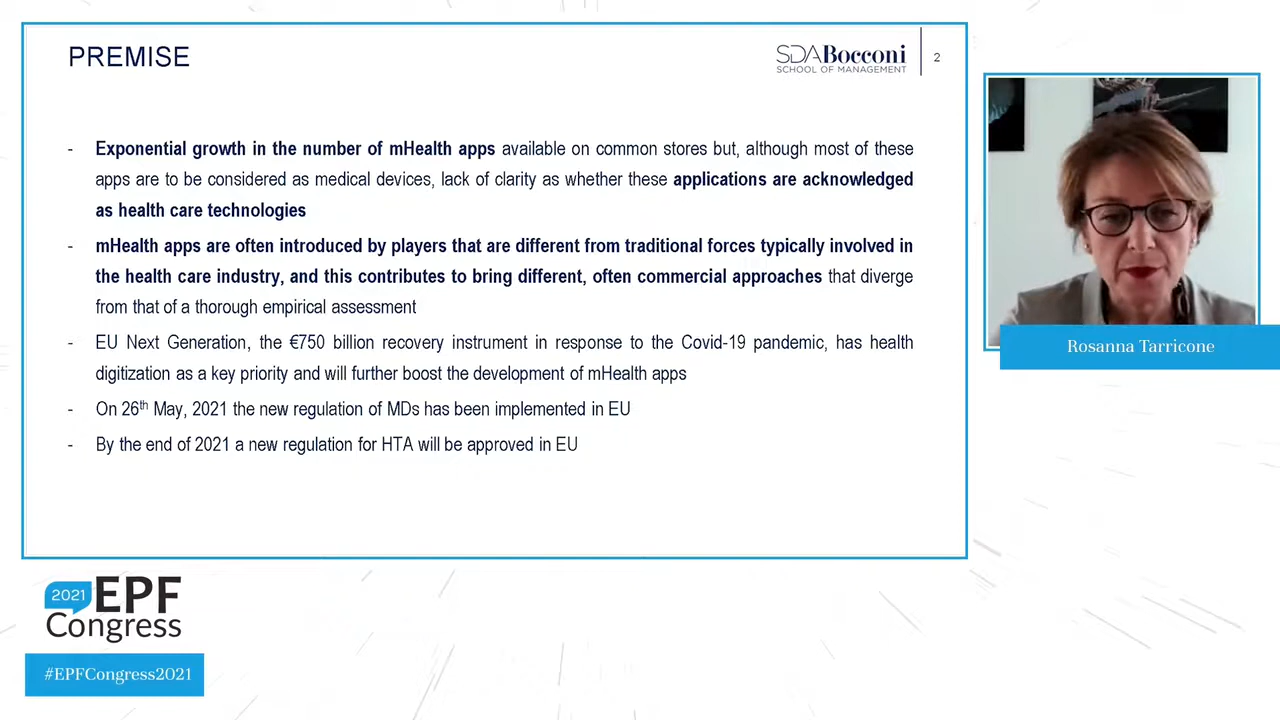 PREMISE
SDABocconi
SCHOOL OF MANAGEMENT
2
- Exponential growth in the number of mHealth apps available on common stores but, although most of these
apps are to be considered as medical devices, lack of clarity as whether these applications are acknowledged
as health care technologies
- mHealth apps are often introduced by players that are different from traditional forces typically involved in
the health care industry, and this contributes to bring different, often commercial approaches that diverge
from that of a thorough empirical assessment
- EU Next Generation, the €750 billion recovery instrument in response to the Covid-19 pandemic, has health
digitization as a key priority and will further boost the development of mHealth apps
- On 26th May, 2021 the new regulation of MDs has been implemented in EU
- By the end of 2021 a new regulation for HTA will be approved in EU
Rosanna Tarricone
2021 EPF
Congress
#EPFCongress2021